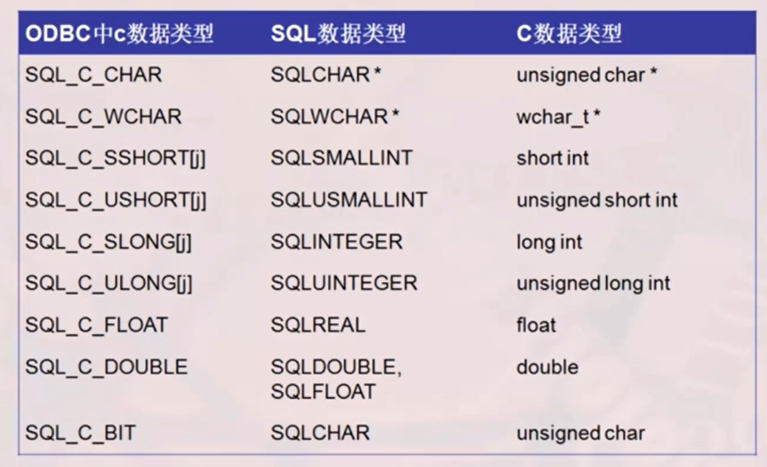 ODBC中c数据类型 SQL数据类型 C数据类型
SQL_C_CHAR SQLCHAR * unsigned char *
SQL_C_WCHAR SQLWCHAR * wchar_t *
SQL_C_SSHORT[j] SQLSMALLINT short int
SQL_C_USHORT[j] SQLUSMALLINT unsigned short int
SQL_C_SLONG[j] SQLINTEGER long int
SQL_C_ULONG[j] SQLUINTEGER unsigned long int
SQL_C_FLOAT SQLREAL float
SQL_C_DOUBLE SQLDOUBLE, double
SQLFLOAT
SQL_C_BIT SQLCHAR unsigned char